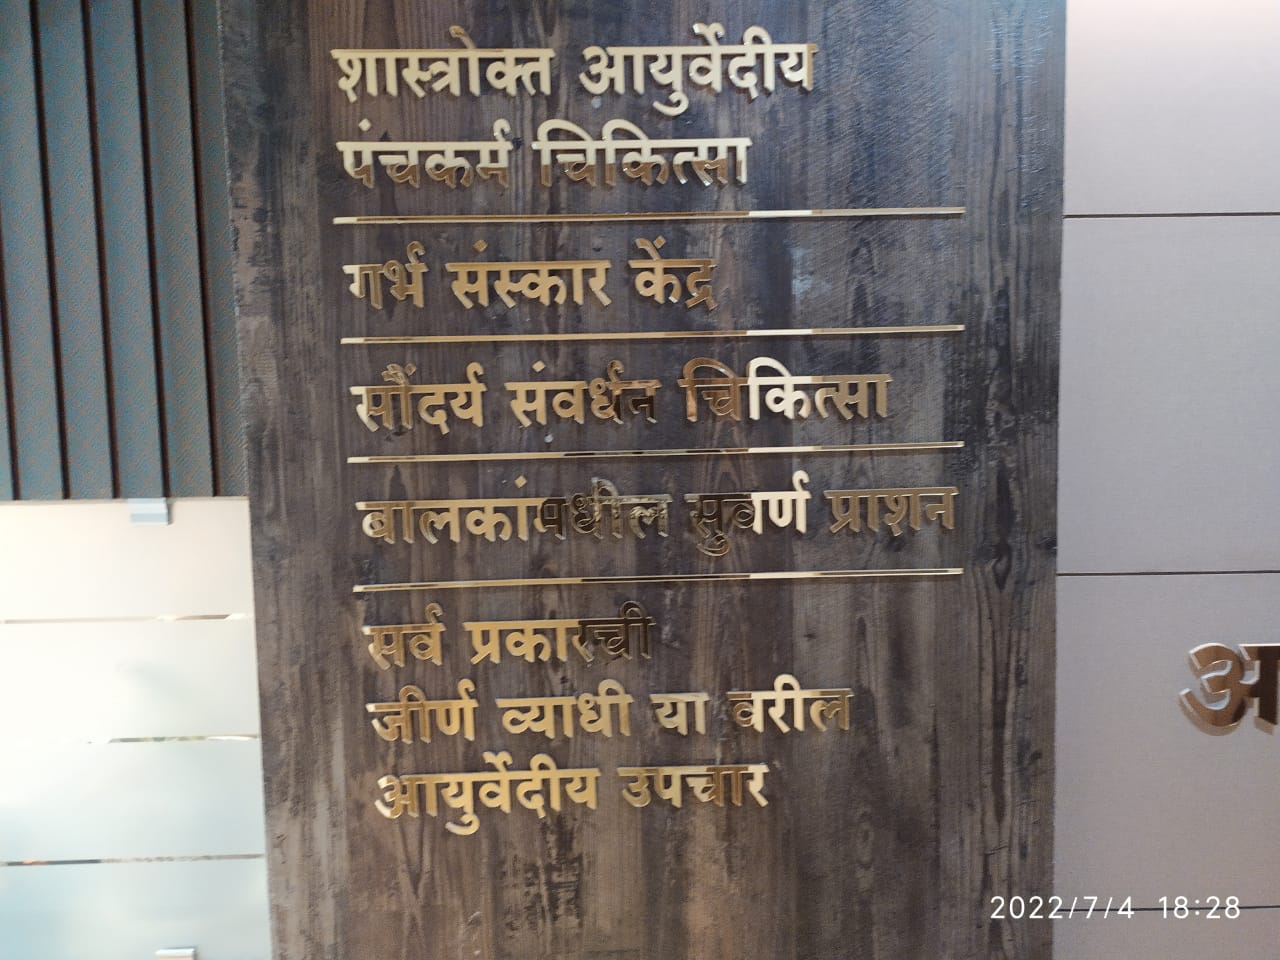 शास्त्रोक्त आयुर्वेदीय
पंचकर्म चिकित्सा
गर्भ संस्कार केंद्र
सौंदर्य संवर्धन चिकित्सा
बालकांमधील सुवर्ण प्राशन
सर्व प्रकारची
जीर्ण व्याधी या वरील
आयुर्वेदीय उपचार
अ
2022/7/4 18:28